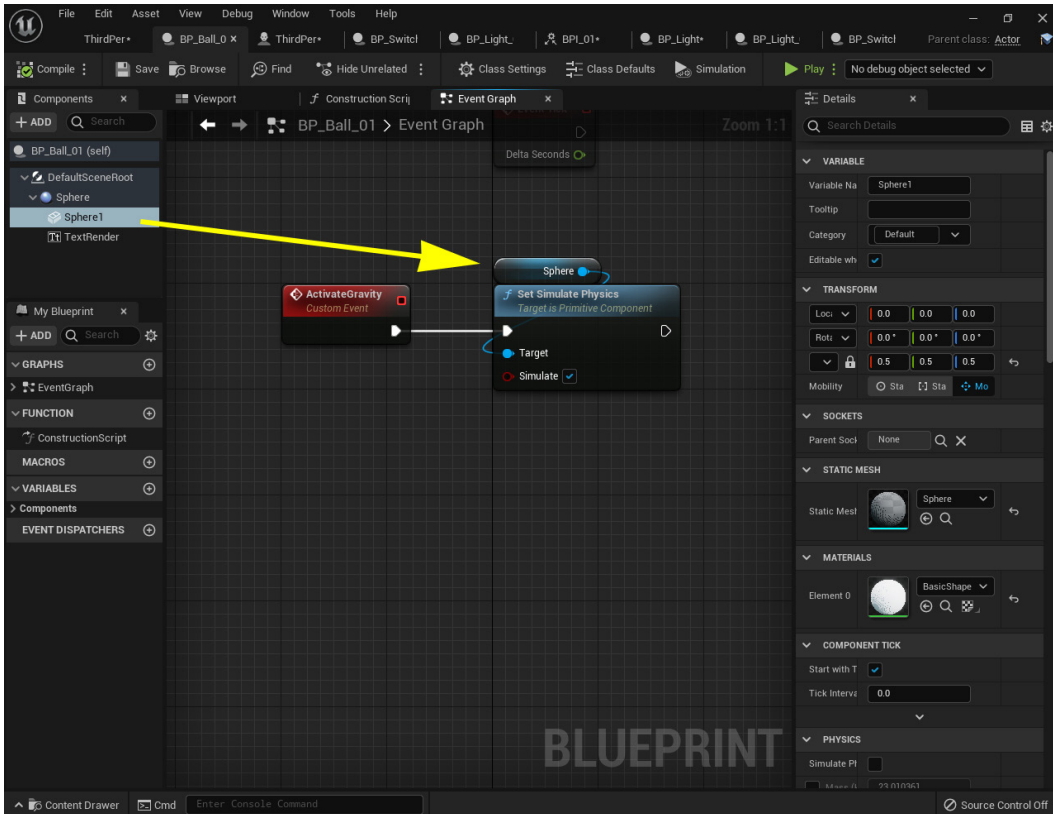 File Edit Asset View Debug Window Tools Help
ThirdPer• BP_Ball_0 × ThirdPer• BP_Switcl BP_Light_ BPI_01• BP_Light• BP_Light_ BP_Switcl Parent class: Actor
Compile Save Browse Find Hide Unrelated Class Settings Class Defaults Simulation Play No debug object selected
Components × Viewport Construction Scrip Event Graph × Details ×
+ ADD Search
BP_Ball_01 > Event Graph Zoom 1:1
Search Details
BP_Ball_01 (self)
DefaultSceneRoot
Sphere
Sphere1
TextRender
Delta Seconds
Sphere
ActivateGravity
Custom Event
Set Simulate Physics
Target is Primitive Component
Target
Simulate
My Blueprint ×
+ ADD Search
GRAPHS
EventGraph
FUNCTION
ConstructionScript
MACROS
VARIABLES
Components
EVENT DISPATCHERS
VARIABLE
Variable Na Sphere1
Tooltip
Category Default
Editable wh
TRANSFORM
Loca 0.0 0.0 0.0
Rota 0.0° 0.0° 0.0°
0.5 0.5 0.5
Mobility Sta Sta Mo
SOCKETS
Parent Sock None
STATIC MESH
Static Mesh Sphere
MATERIALS
Element 0 BasicShape
COMPONENT TICK
Start with T
Tick Interva 0.0
PHYSICS
Simulate Ph
23.010361
BLUEPRINT
Content Drawer Cmd Enter Console Command Source Control Off